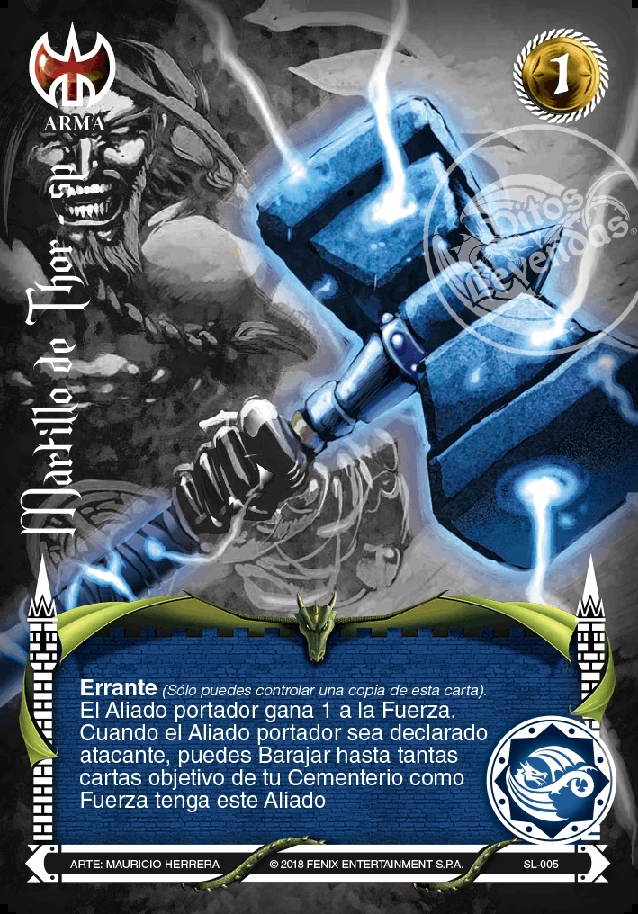 ARMA
1
Martillo de Thor (SP)
Mitos
Leyendas
®
Errante (Sólo puedes controlar una copia de esta carta).
El Aliado portador gana 1 a la Fuerza.
Cuando el Aliado portador sea declarado
atacante, puedes Barajar hasta tantas
cartas objetivo de tu Cementerio como
Fuerza tenga este Aliado
ARTE: MAURICIO HERRERA © 2018 FENIX ENTERTAINMENT S.P.A. SL-005